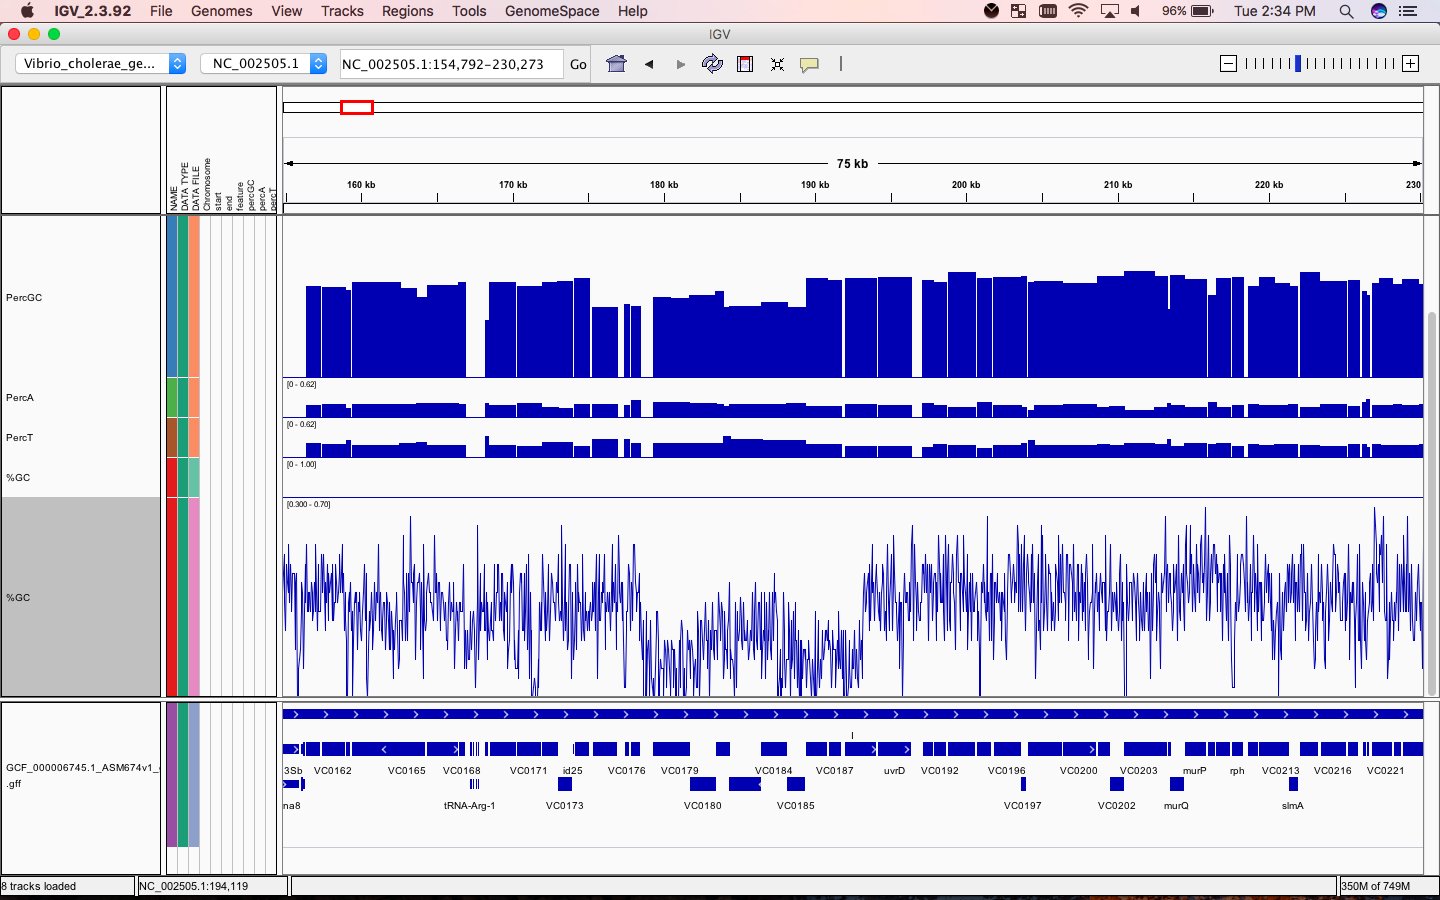 IGV_2.3.92 File Genomes View Tracks Regions Tools GenomeSpace Help 96% Tue 2:34 PM
IGV
Vibrio_cholerae_ge... NC_002505.1 NC_002505.1:154,792-230,273 Go
NAME
DATA TYPE
DATA FILE
Chromosome
start
end
feature
percGC
percA
percT
75 kb
160 kb 170 kb 180 kb 190 kb 200 kb 210 kb 220 kb 230
PercGC
[0 - 0.62]
PercA
[0 - 0.62]
PercT
[0 - 1.00]
%GC
[0.300 - 0.70]
%GC
GCF_000006745.1_ASM674v1_
.gff
3Sb VC0162 VC0165 VC0168 VC0171 id25 VC0176 VC0179 VC0184 VC0187 uvrD VC0192 VC0196 VC0200 VC0203 murP rph VC0213 VC0216 VC0221
na8 tRNA-Arg-1 VC0173 VC0180 VC0185 VC0197 VC0202 murQ slmA
8 tracks loaded NC_002505.1:194,119 350M of 749M